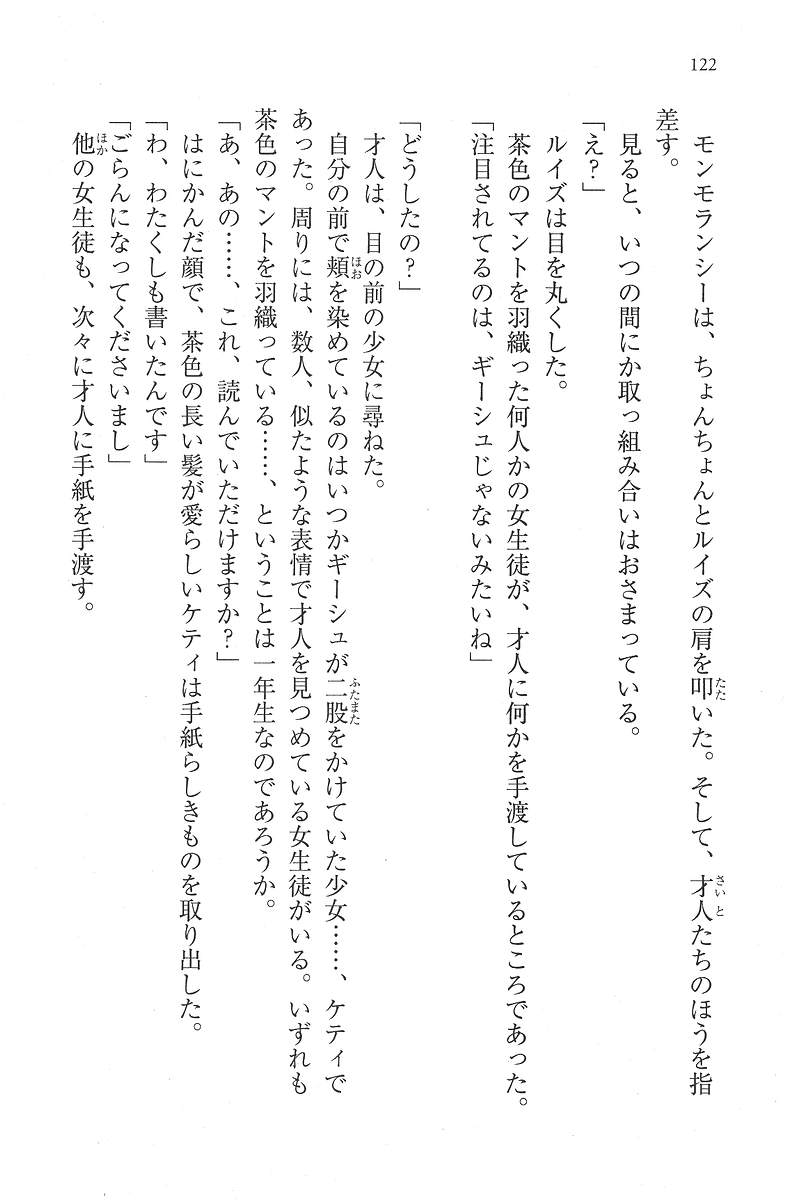 122
モンモランシーは、ちょんちょんとルイズの肩を叩いた。そして、才人たちのほうを指
差す。
見ると、いつの間にか取っ組み合いはおさまっている。
「え？」
ルイズは目を丸くした。
茶色のマントを羽織った何人かの女生徒が、才人に何かを手渡しているところであった。
「注目されてるのは、ギーシュじゃないみたいね」
「どうしたの？」
才人は、目の前の少女に尋ねた。
自分の前で頬を染めているのはいつかギーシュが二股をかけていた少女……、ケティで
あった。周りには、数人、似たような表情で才人を見つめている女生徒がいる。いずれも
茶色のマントを羽織っている……、ということは一年生なのであろうか。
「あ、あの……、これ、読んでいただけますか？」
はにかんだ顔で、茶色の長い髪が愛らしいケティは手紙らしきものを取り出した。
「わ、わたくしも書いたんです」
「ごらんになってくださいまし」
他の女生徒も、次々に才人に手紙を手渡す。